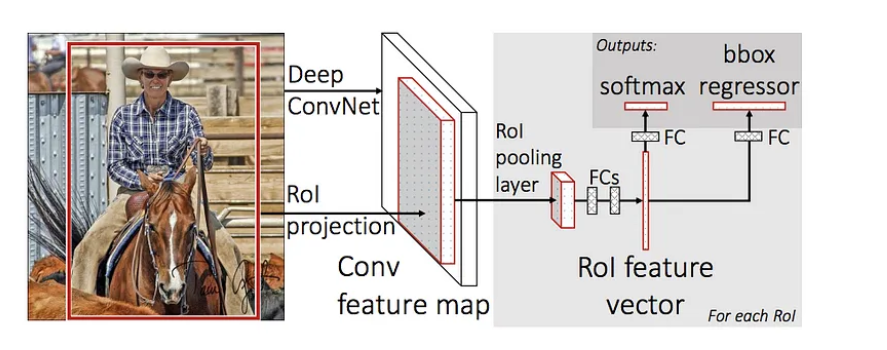 Deep
ConvNet
RoI
projection
Conv
feature map
RoI
pooling
layer
FCs
Outputs:
softmax
bbox
regressor
FC
FC
RoI feature
vector
For each RoI